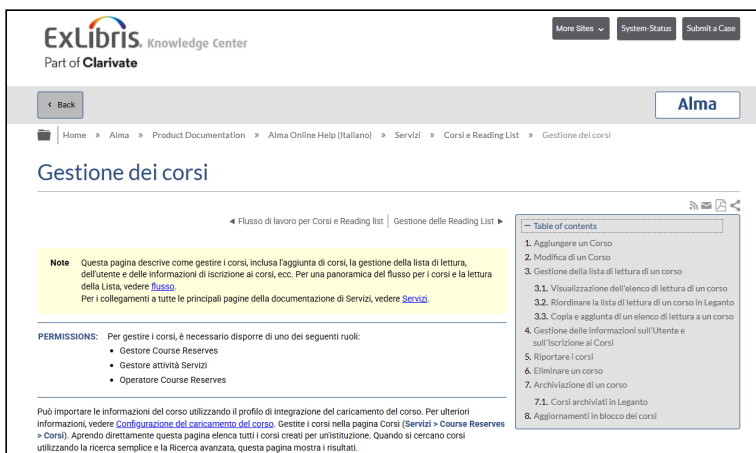 ExLibris. Knowledge Center
Part of Clarivate
More Sites
System-Status
Submit a Case
Back
Alma
Home » Alma » Product Documentation » Alma Online Help (Italiano) » Servizi » Corsi e Reading List » Gestione dei corsi
Gestione dei corsi
◄ Flusso di lavoro per Corsi e Reading list | Gestione delle Reading List ►
Note Questa pagina descrive come gestire i corsi, inclusa l'aggiunta di corsi, la gestione della lista di lettura,
dell'utente e delle informazioni di iscrizione ai corsi, ecc. Per una panoramica del flusso per i corsi e la lettura
della Lista, vedere flusso.
Per i collegamenti a tutte le principali pagine della documentazione di Servizi, vedere Servizi.
PERMISSIONS: Per gestire i corsi, è necessario disporre di uno dei seguenti ruoli:
• Gestore Course Reserves
• Gestore attività Servizi
• Operatore Course Reserves
Può importare le informazioni del corso utilizzando il profilo di integrazione del caricamento del corso. Per ulteriori
informazioni, vedere Configurazione del caricamento del corso. Gestite i corsi nella pagina Corsi (Servizi > Course Reserves
> Corsi). Aprendo direttamente questa pagina elenca tutti i corsi creati per un'istituzione. Quando si cercano corsi
utilizzando la ricerca semplice e la Ricerca avanzata, questa pagina mostra i risultati.
− Table of contents
1. Aggiungere un Corso
2. Modifica di un Corso
3. Gestione della lista di lettura di un corso
3.1. Visualizzazione dell'elenco di lettura di un corso
3.2. Riordinare la lista di lettura di un corso in Leganto
3.3. Copia e aggiunta di un elenco di lettura a un corso
4. Gestione delle informazioni sull'Utente e
sull'Iscrizione ai Corsi
5. Riportare i corsi
6. Eliminare un corso
7. Archiviazione di un corso
7.1. Corsi archiviati in Leganto
8. Aggiornamenti in blocco dei corsi